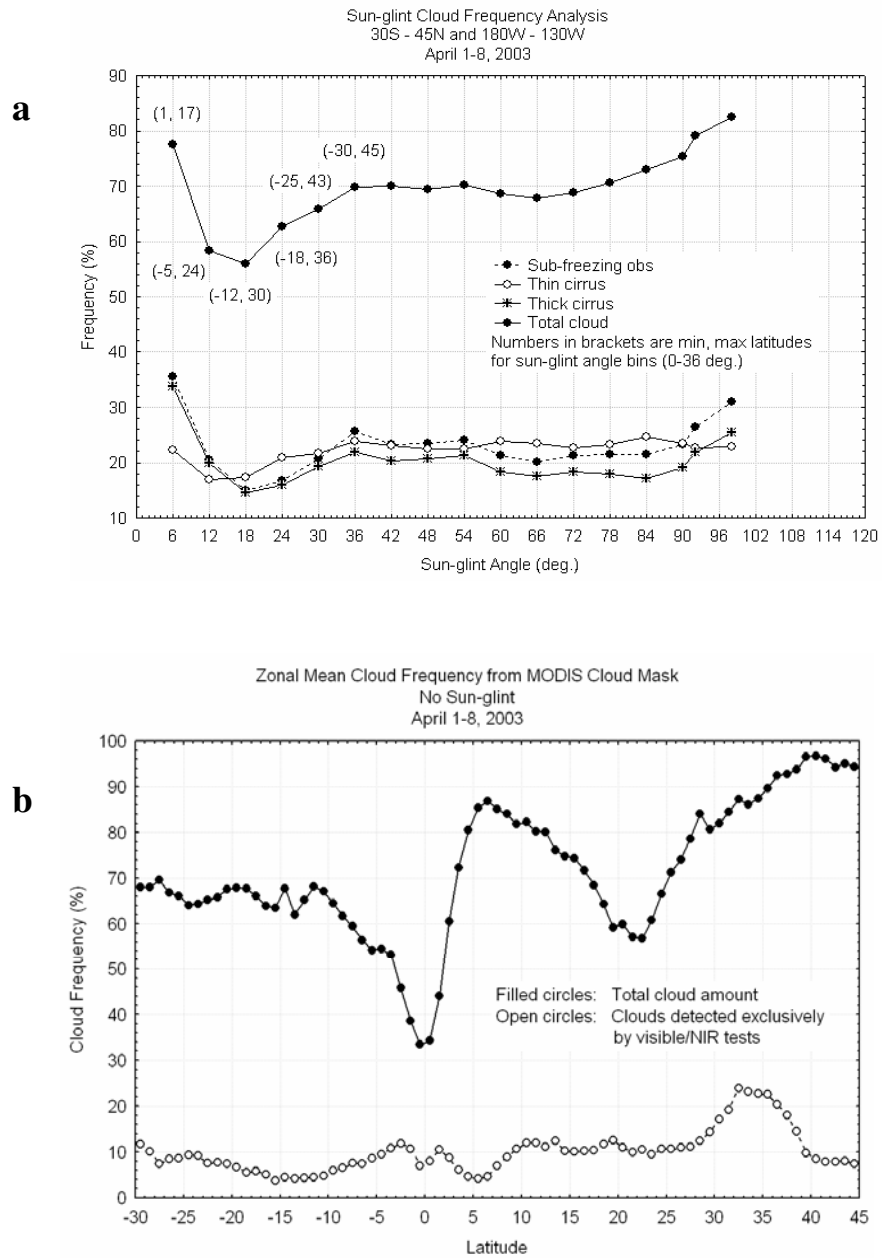 a
Sun-glint Cloud Frequency Analysis
30S - 45N and 180W - 130W
April 1-8, 2003
Frequency (%)
90
80
70
60
50
40
30
20
10
(1, 17)
(-30, 45)
(-25, 43)
(-5, 24)
(-18, 36)
(-12, 30)
Sub-freezing obs
Thin cirrus
Thick cirrus
Total cloud
Numbers in brackets are min, max latitudes
for sun-glint angle bins (0-36 deg.)
0 6 12 18 24 30 36 42 48 54 60 66 72 78 84 90 96 102 108 114 120
Sun-glint Angle (deg.)
b
Zonal Mean Cloud Frequency from MODIS Cloud Mask
No Sun-glint
April 1-8, 2003
Cloud Frequency (%)
100
90
80
70
60
50
40
30
20
10
0
Filled circles: Total cloud amount
Open circles: Clouds detected exclusively
by visible/NIR tests
-30 -25 -20 -15 -10 -5 0 5 10 15 20 25 30 35 40 45
Latitude